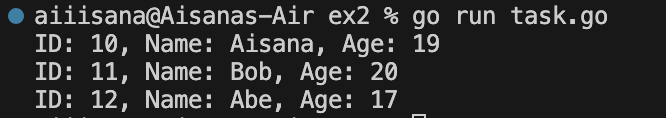 aiiisana@Aisanas-Air ex2 % go run task.go
ID: 10, Name: Aisana, Age: 19
ID: 11, Name: Bob, Age: 20
ID: 12, Name: Abe, Age: 17